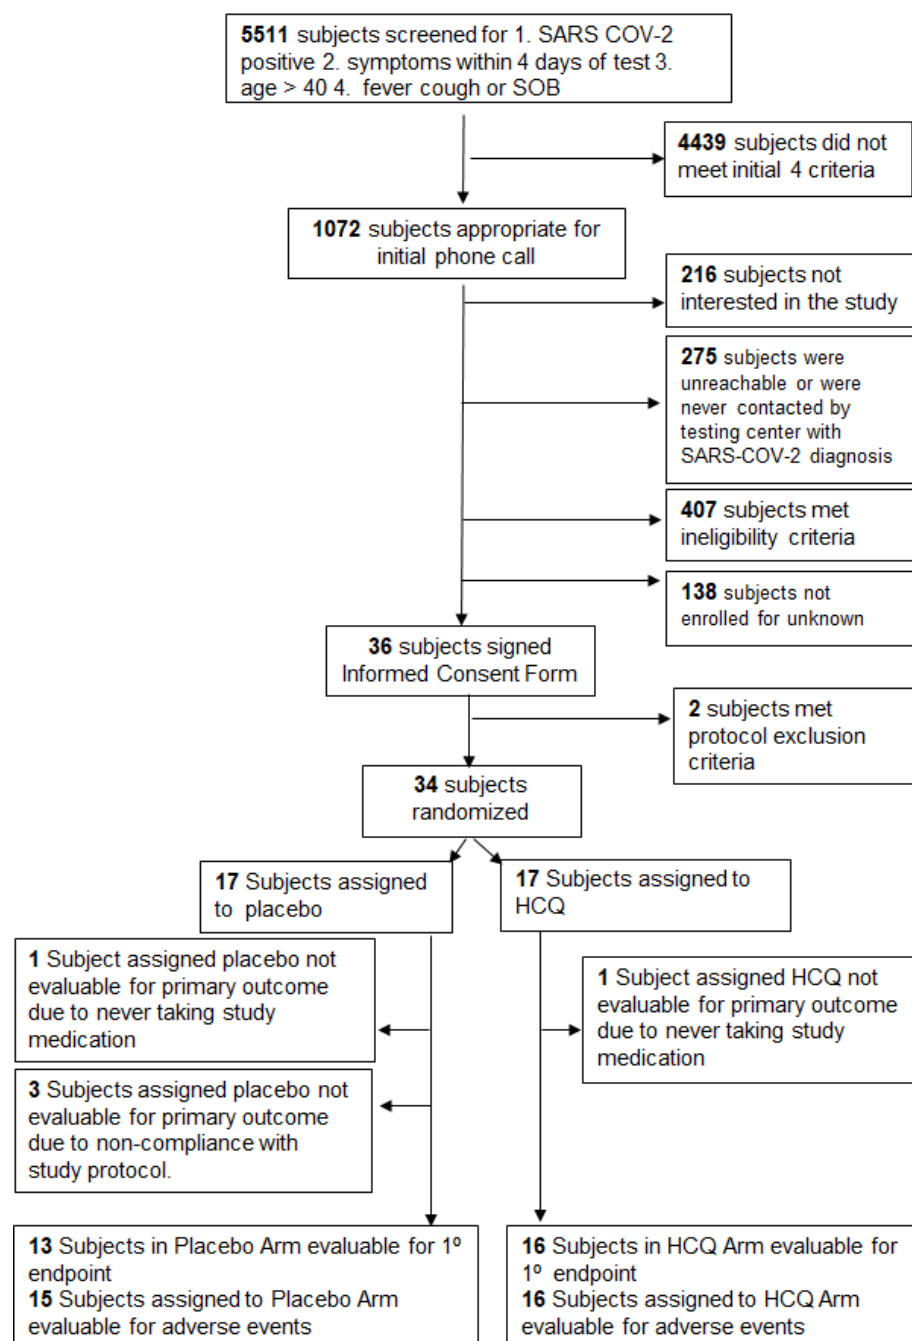 5511 subjects screened for 1. SARS COV-2
positive 2. symptoms within 4 days of test 3.
age > 40 4. fever cough or SOB
4439 subjects did not
meet initial 4 criteria
1072 subjects appropriate for
initial phone call
216 subjects not
interested in the study
275 subjects were
unreachable or were
never contacted by
testing center with
SARS-COV-2 diagnosis
407 subjects met
ineligibility criteria
138 subjects not
enrolled for unknown
36 subjects signed
Informed Consent Form
2 subjects met
protocol exclusion
criteria
34 subjects
randomized
17 Subjects assigned
to placebo
17 Subjects assigned to
HCQ
1 Subject assigned placebo not
evaluable for primary outcome
due to never taking study
medication
1 Subject assigned HCQ not
evaluable for primary outcome
due to never taking study
medication
3 Subjects assigned placebo not
evaluable for primary outcome
due to non-compliance with
study protocol.
13 Subjects in Placebo Arm evaluable for 1º
endpoint
15 Subjects assigned to Placebo Arm
evaluable for adverse events
16 Subjects in HCQ Arm evaluable for
1º endpoint
16 Subjects assigned to HCQ Arm
evaluable for adverse events